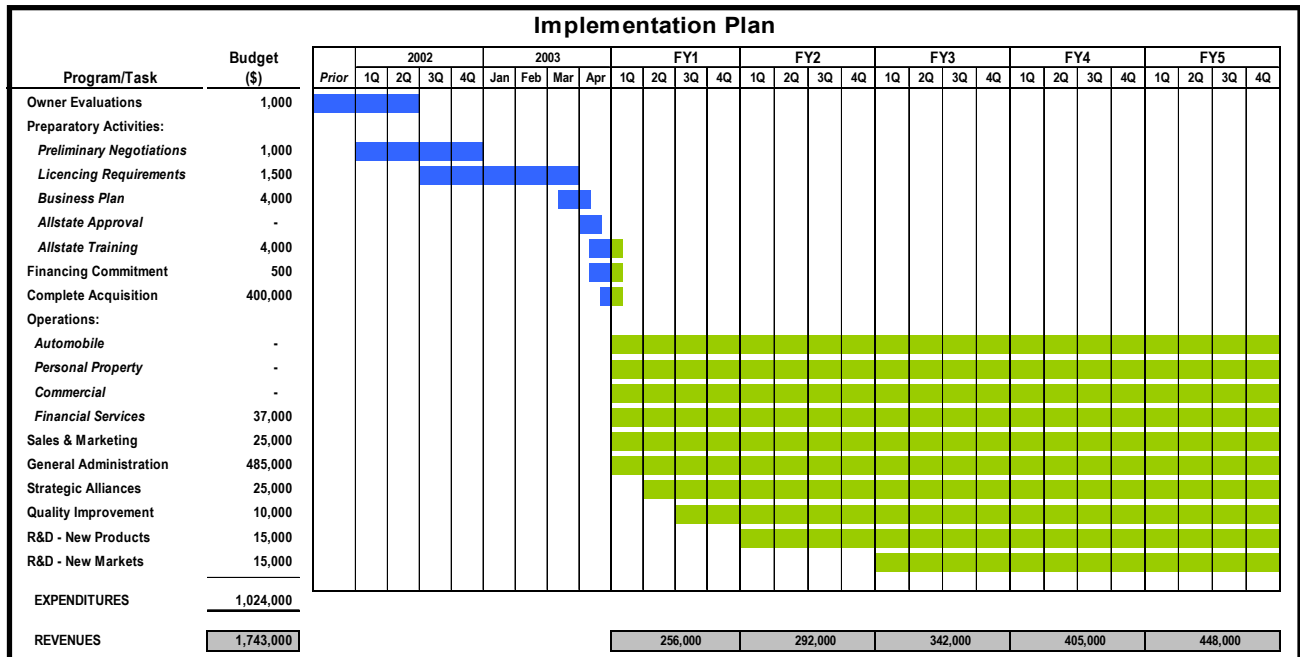 Implementation Plan
Budget 2002 2003 FY1 FY2 FY3 FY4 FY5
Program/Task ($) Prior 1Q 2Q 3Q 4Q Jan Feb Mar Apr 1Q 2Q 3Q 4Q 1Q 2Q 3Q 4Q 1Q 2Q 3Q 4Q 1Q 2Q 3Q 4Q 1Q 2Q 3Q 4Q
Owner Evaluations 1,000
Preparatory Activities:
Preliminary Negotiations 1,000
Licencing Requirements 1,500
Business Plan 4,000
Allstate Approval -
Allstate Training 4,000
Financing Commitment 500
Complete Acquisition 400,000
Operations:
Automobile -
Personal Property -
Commercial -
Financial Services 37,000
Sales & Marketing 25,000
General Administration 485,000
Strategic Alliances 25,000
Quality Improvement 10,000
R&D - New Products 15,000
R&D - New Markets 15,000
EXPENDITURES 1,024,000
REVENUES 1,743,000 256,000 292,000 342,000 405,000 448,000